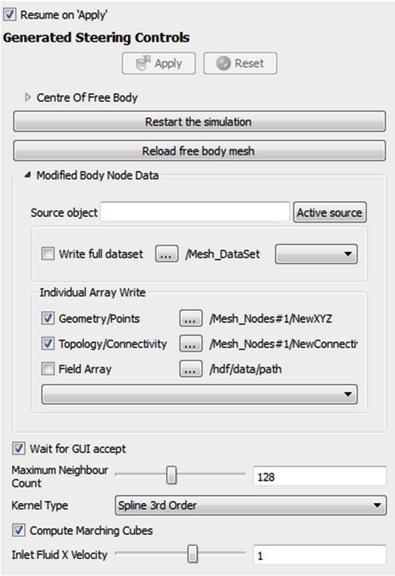 Resume on 'Apply'
Generated Steering Controls
Apply Reset
Centre Of Free Body
Restart the simulation
Reload free body mesh
Modified Body Node Data
Source object Active source
Write full dataset ... /Mesh_DataSet
Individual Array Write
Geometry/Points ... /Mesh_Nodes#1/NewXYZ
Topology/Connectivity ... /Mesh_Nodes#1/NewConnectiv
Field Array ... /hdf/data/path
Wait for GUI accept
Maximum Neighbour
Count 128
Kernel Type Spline 3rd Order
Compute Marching Cubes
Inlet Fluid X Velocity 1